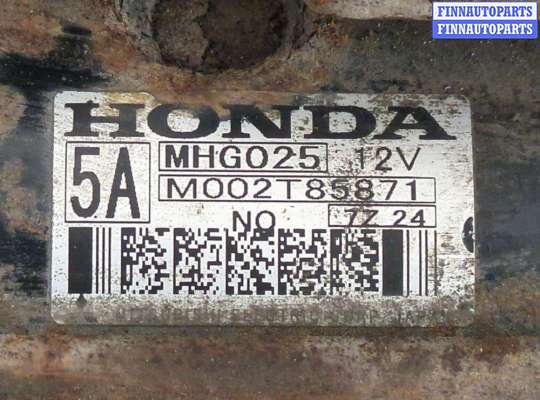 FINNAUTOPARTS
FINNAUTOPARTS
HONDA
5A MHG025 12V
M002T85871
NO 7Z 24